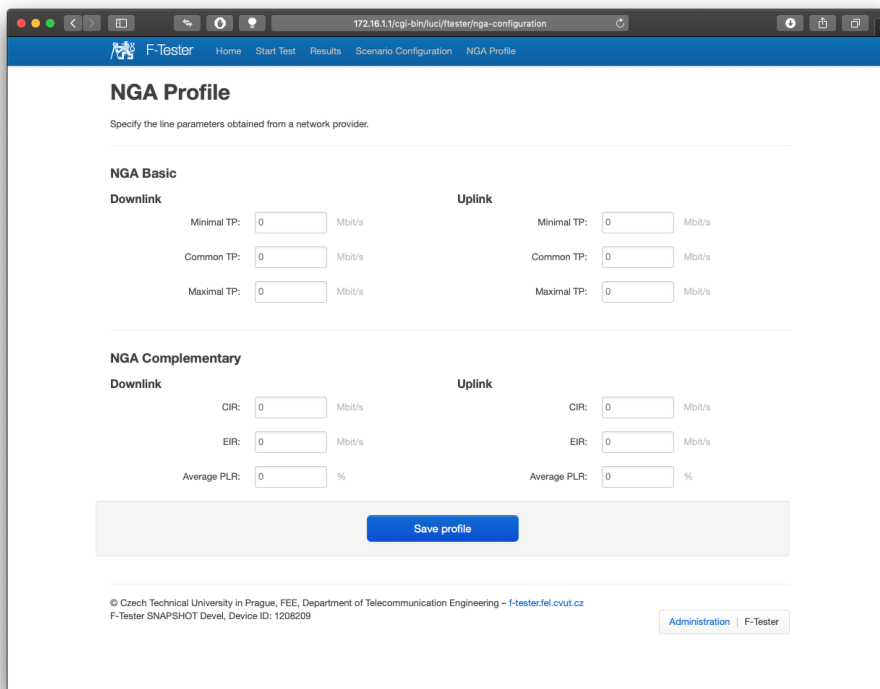 172.16.1.1/cgi-bin/luci/ftester/nga-configuration
F-Tester Home Start Test Results Scenario Configuration NGA Profile
NGA Profile
Specify the line parameters obtained from a network provider.
NGA Basic
Downlink Uplink
Minimal TP: 0 Mbit/s Minimal TP: 0 Mbit/s
Common TP: 0 Mbit/s Common TP: 0 Mbit/s
Maximal TP: 0 Mbit/s Maximal TP: 0 Mbit/s
NGA Complementary
Downlink Uplink
CIR: 0 Mbit/s CIR: 0 Mbit/s
EIR: 0 Mbit/s EIR: 0 Mbit/s
Average PLR: 0 % Average PLR: 0 %
Save profile
© Czech Technical University in Prague, FEE, Department of Telecommunication Engineering – f-tester.fel.cvut.cz
F-Tester SNAPSHOT Devel, Device ID: 1208209
Administration | F-Tester